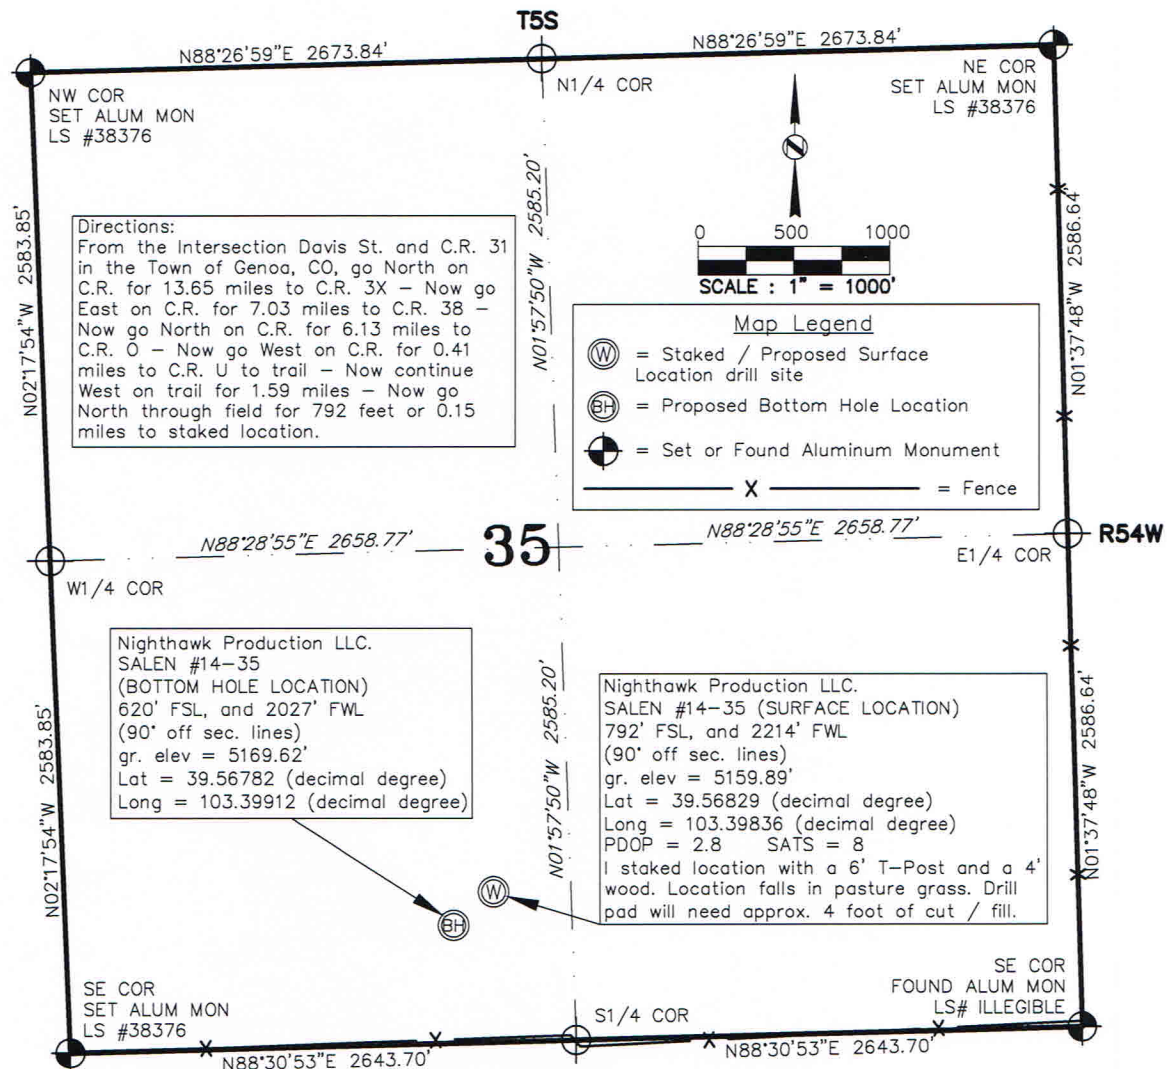 T5S
N88°26'59"E 2673.84'
N88°26'59"E 2673.84'
NW COR
SET ALUM MON
LS #38376
N1/4 COR
NE COR
SET ALUM MON
LS #38376
N
0 500 1000
SCALE : 1" = 1000'
N02°17'54"W 2583.85'
N01°57'50"W 2585.20'
N01°37'48"W 2586.64'
Directions:
From the Intersection Davis St. and C.R. 31
in the Town of Genoa, CO, go North on
C.R. for 13.65 miles to C.R. 3X – Now go
East on C.R. for 7.03 miles to C.R. 38 –
Now go North on C.R. for 6.13 miles to
C.R. O – Now go West on C.R. for 0.41
miles to C.R. U to trail – Now continue
West on trail for 1.59 miles – Now go
North through field for 792 feet or 0.15
miles to staked location.
Map Legend
W = Staked / Proposed Surface
Location drill site
BH = Proposed Bottom Hole Location
= Set or Found Aluminum Monument
X = Fence
N88°28'55"E 2658.77'
35
N88°28'55"E 2658.77'
R54W
W1/4 COR
E1/4 COR
Nighthawk Production LLC.
SALEN #14-35
(BOTTOM HOLE LOCATION)
620' FSL, and 2027' FWL
(90° off sec. lines)
gr. elev = 5169.62'
Lat = 39.56782 (decimal degree)
Long = 103.39912 (decimal degree)
Nighthawk Production LLC.
SALEN #14-35 (SURFACE LOCATION)
792' FSL, and 2214' FWL
(90° off sec. lines)
gr. elev = 5159.89'
Lat = 39.56829 (decimal degree)
Long = 103.39836 (decimal degree)
PDOP = 2.8 SATS = 8
I staked location with a 6' T-Post and a 4'
wood. Location falls in pasture grass. Drill
pad will need approx. 4 foot of cut / fill.
N02°17'54"W 2583.85'
N01°57'50"W 2585.20'
N01°37'48"W 2586.64'
W
BH
SE COR
SET ALUM MON
LS #38376
S1/4 COR
SE COR
FOUND ALUM MON
LS# ILLEGIBLE
N88°30'53"E 2643.70'
N88°30'53"E 2643.70'